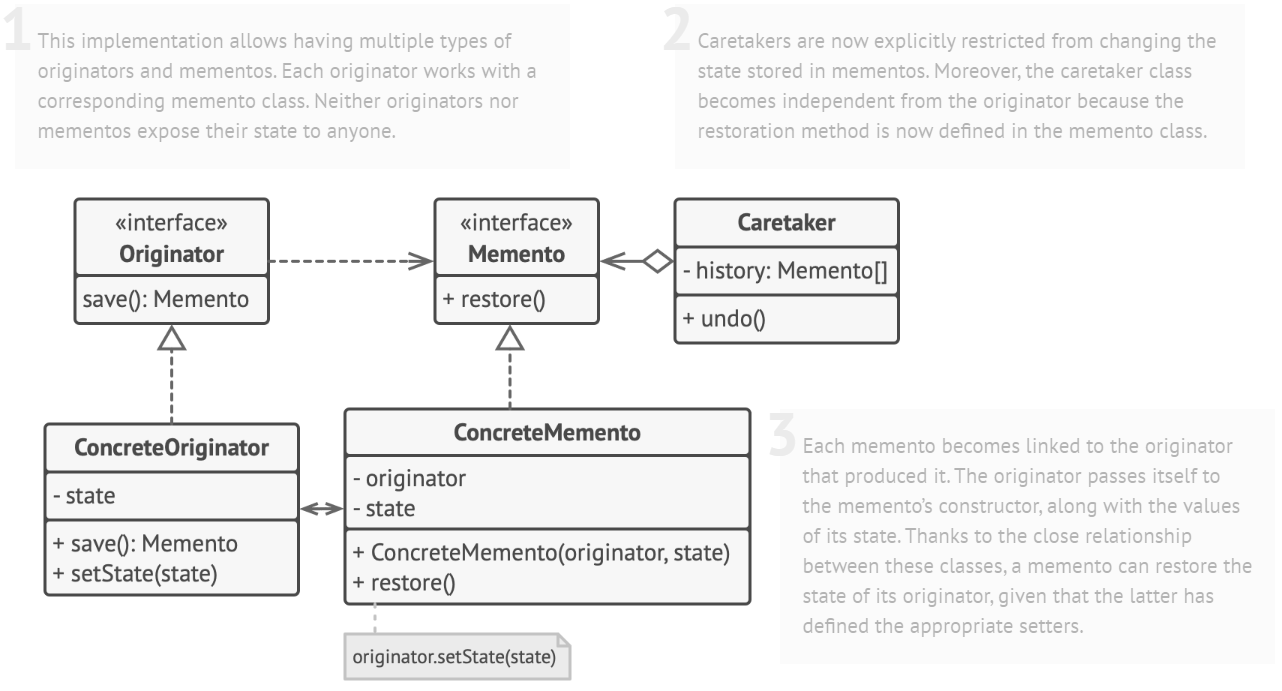 1
This implementation allows having multiple types of
originators and mementos. Each originator works with a
corresponding memento class. Neither originators nor
mementos expose their state to anyone.
2
Caretakers are now explicitly restricted from changing the
state stored in mementos. Moreover, the caretaker class
becomes independent from the originator because the
restoration method is now defined in the memento class.
«interface»
Originator
save(): Memento
«interface»
Memento
+ restore()
Caretaker
- history: Memento[]
+ undo()
ConcreteOriginator
- state
+ save(): Memento
+ setState(state)
ConcreteMemento
- originator
- state
+ ConcreteMemento(originator, state)
+ restore()
originator.setState(state)
3
Each memento becomes linked to the originator
that produced it. The originator passes itself to
the memento’s constructor, along with the values
of its state. Thanks to the close relationship
between these classes, a memento can restore the
state of its originator, given that the latter has
defined the appropriate setters.